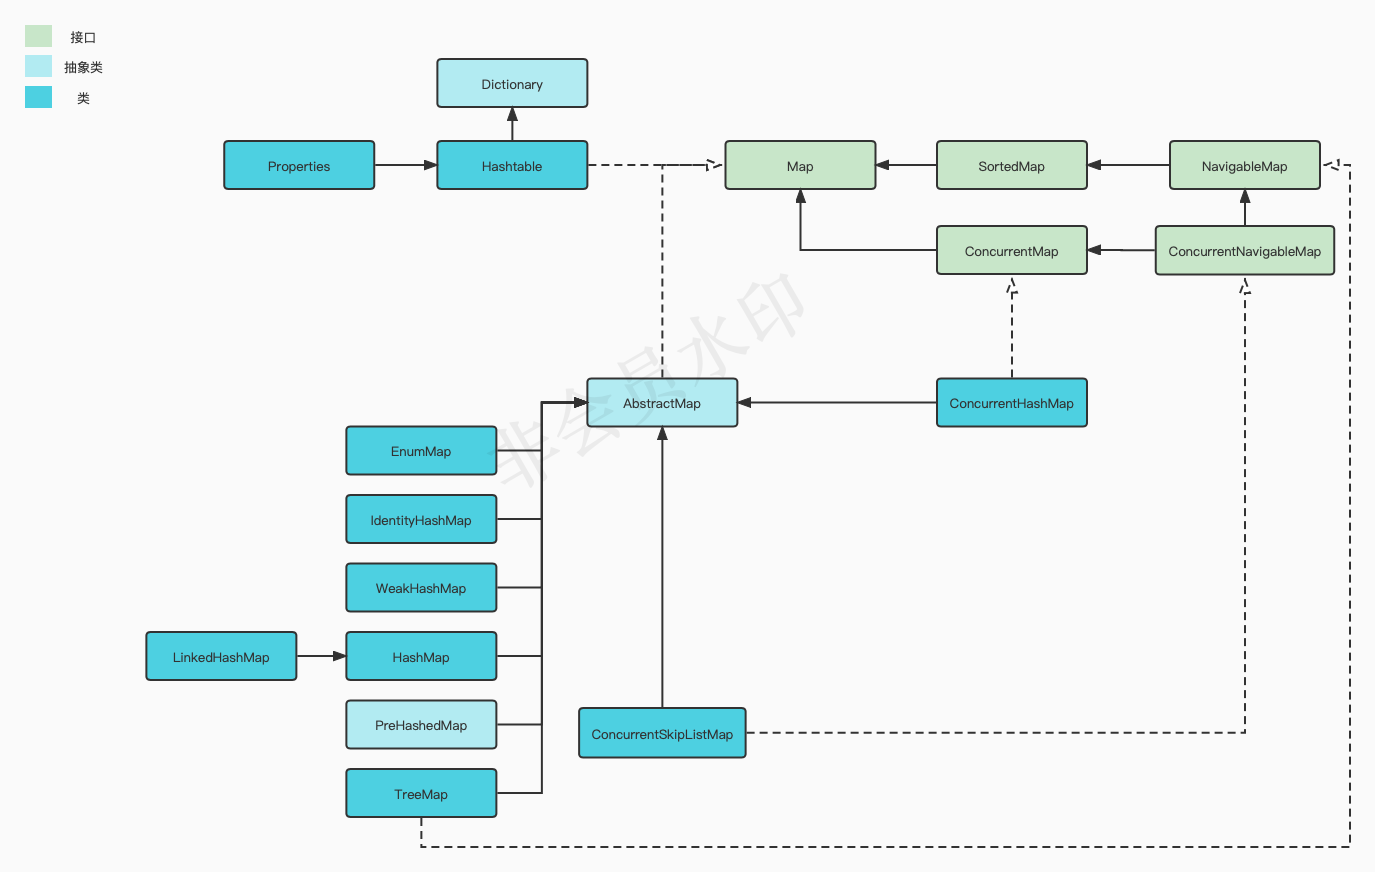 接口
抽象类
类
Dictionary
Properties
Hashtable
Map
SortedMap
NavigableMap
ConcurrentMap
ConcurrentNavigableMap
非会员水印
AbstractMap
ConcurrentHashMap
EnumMap
IdentityHashMap
WeakHashMap
LinkedHashMap
HashMap
PreHashedMap
ConcurrentSkipListMap
TreeMap